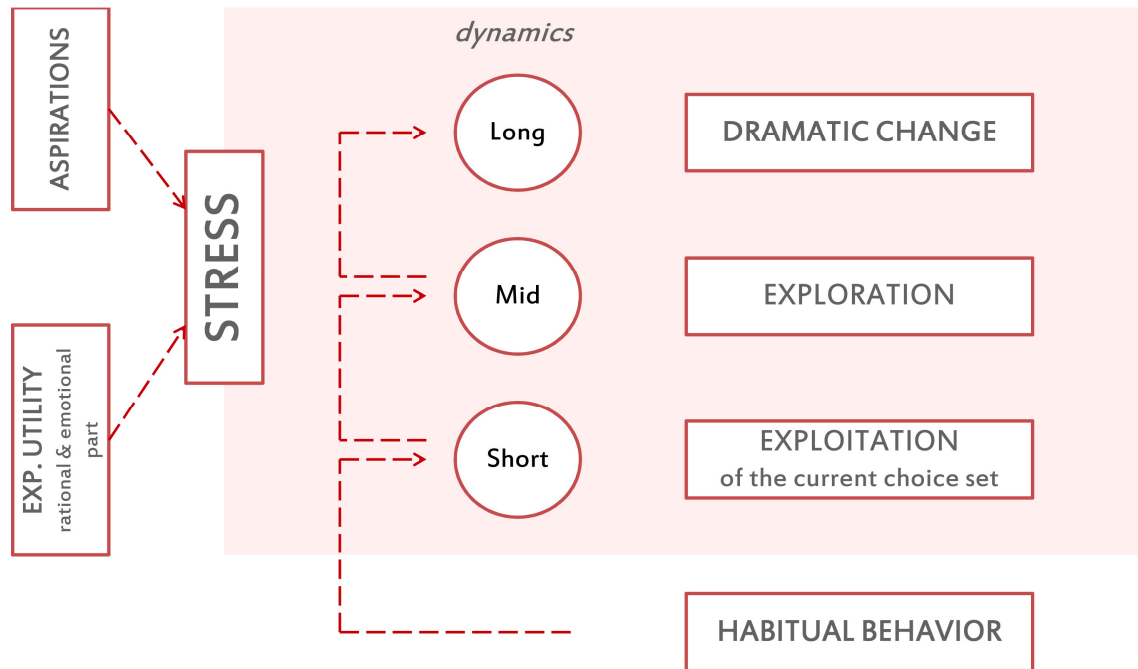 ASPIRATIONS
EXP. UTILITY
rational & emotional
part
STRESS
dynamics
Long
DRAMATIC CHANGE
Mid
EXPLORATION
Short
EXPLOITATION
of the current choice set
HABITUAL BEHAVIOR